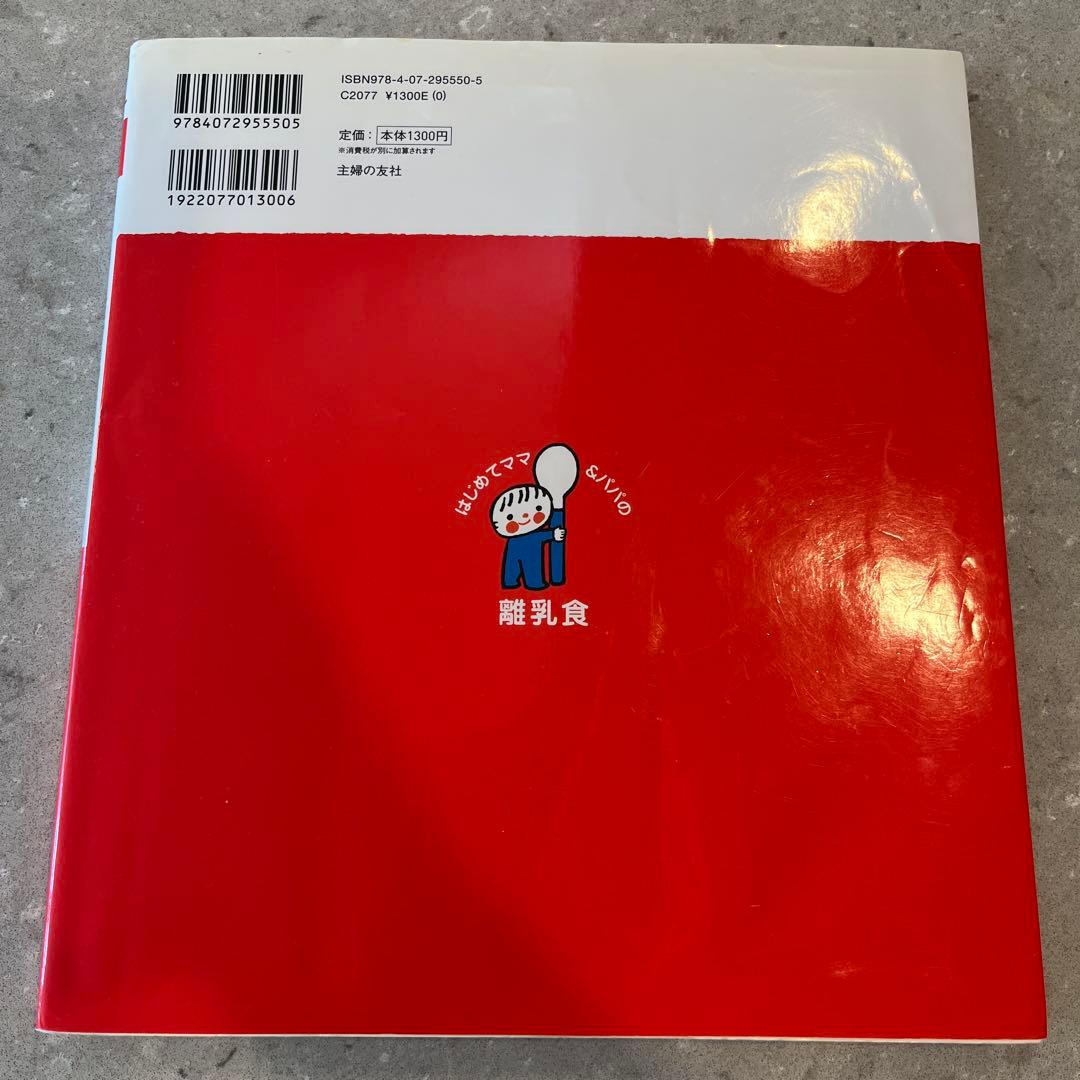 ISBN978-4-07-295550-5
C2077 ¥1300E (0)
9784072955505
定価：本体1300円
※消費税が別に加算されます
主婦の友社
1922077013006
はじめてママ&パパの
離乳食